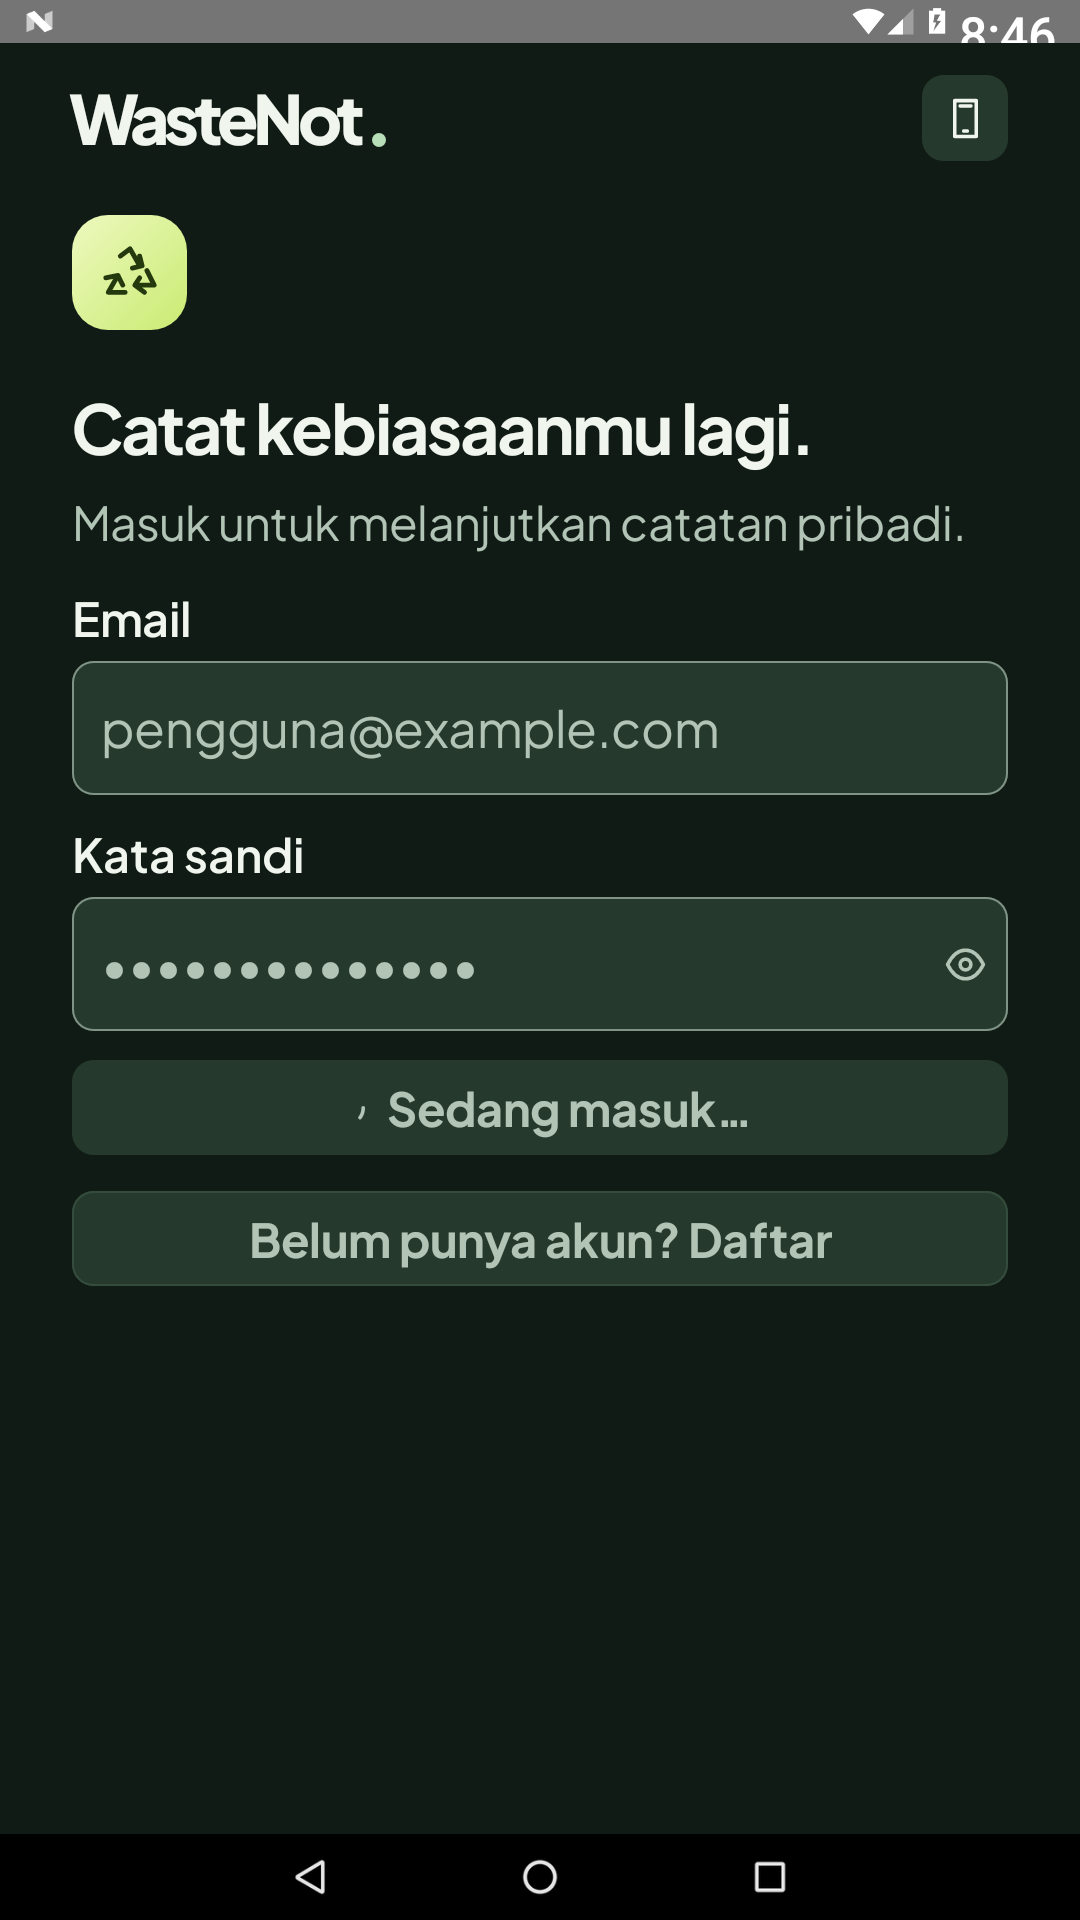 8:46
WasteNot.
Catat kebiasaanmu lagi.
Masuk untuk melanjutkan catatan pribadi.
Email
pengguna@example.com
Kata sandi
••••••••••••••
Sedang masuk…
Belum punya akun? Daftar